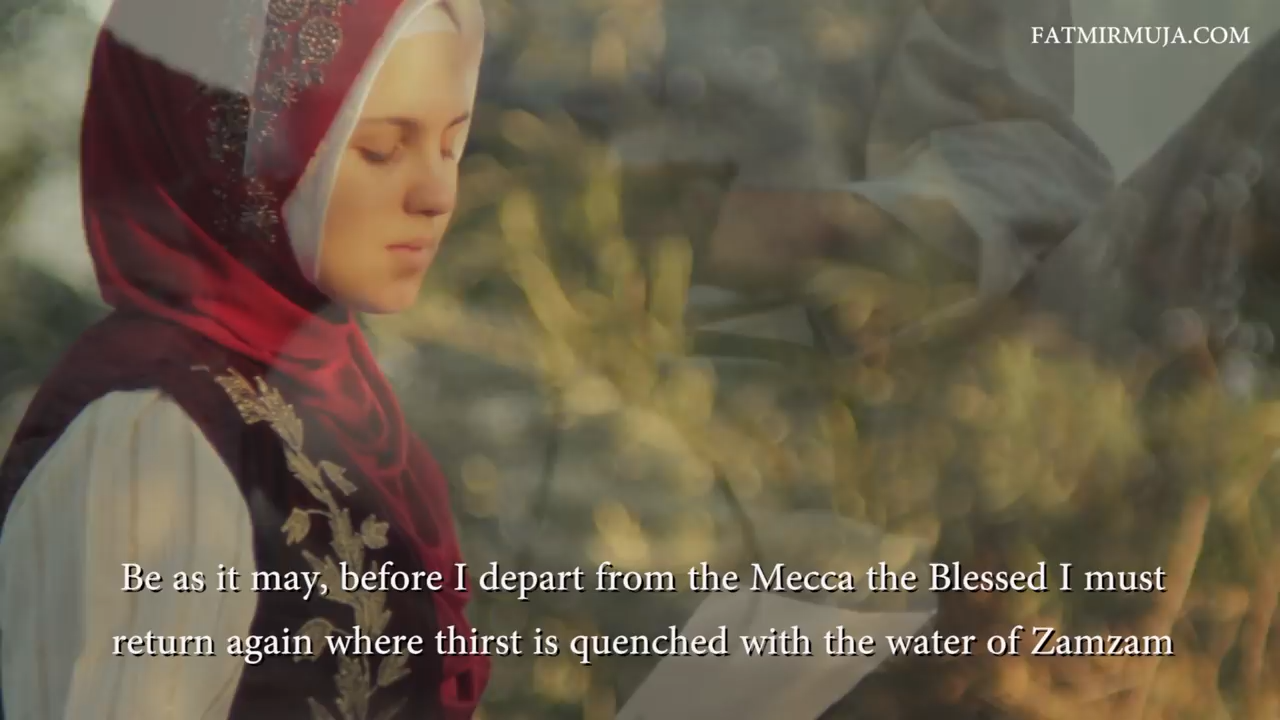 FATMIRMUJA.COM
Be as it may, before I depart from the Mecca the Blessed I must
return again where thirst is quenched with the water of Zamzam